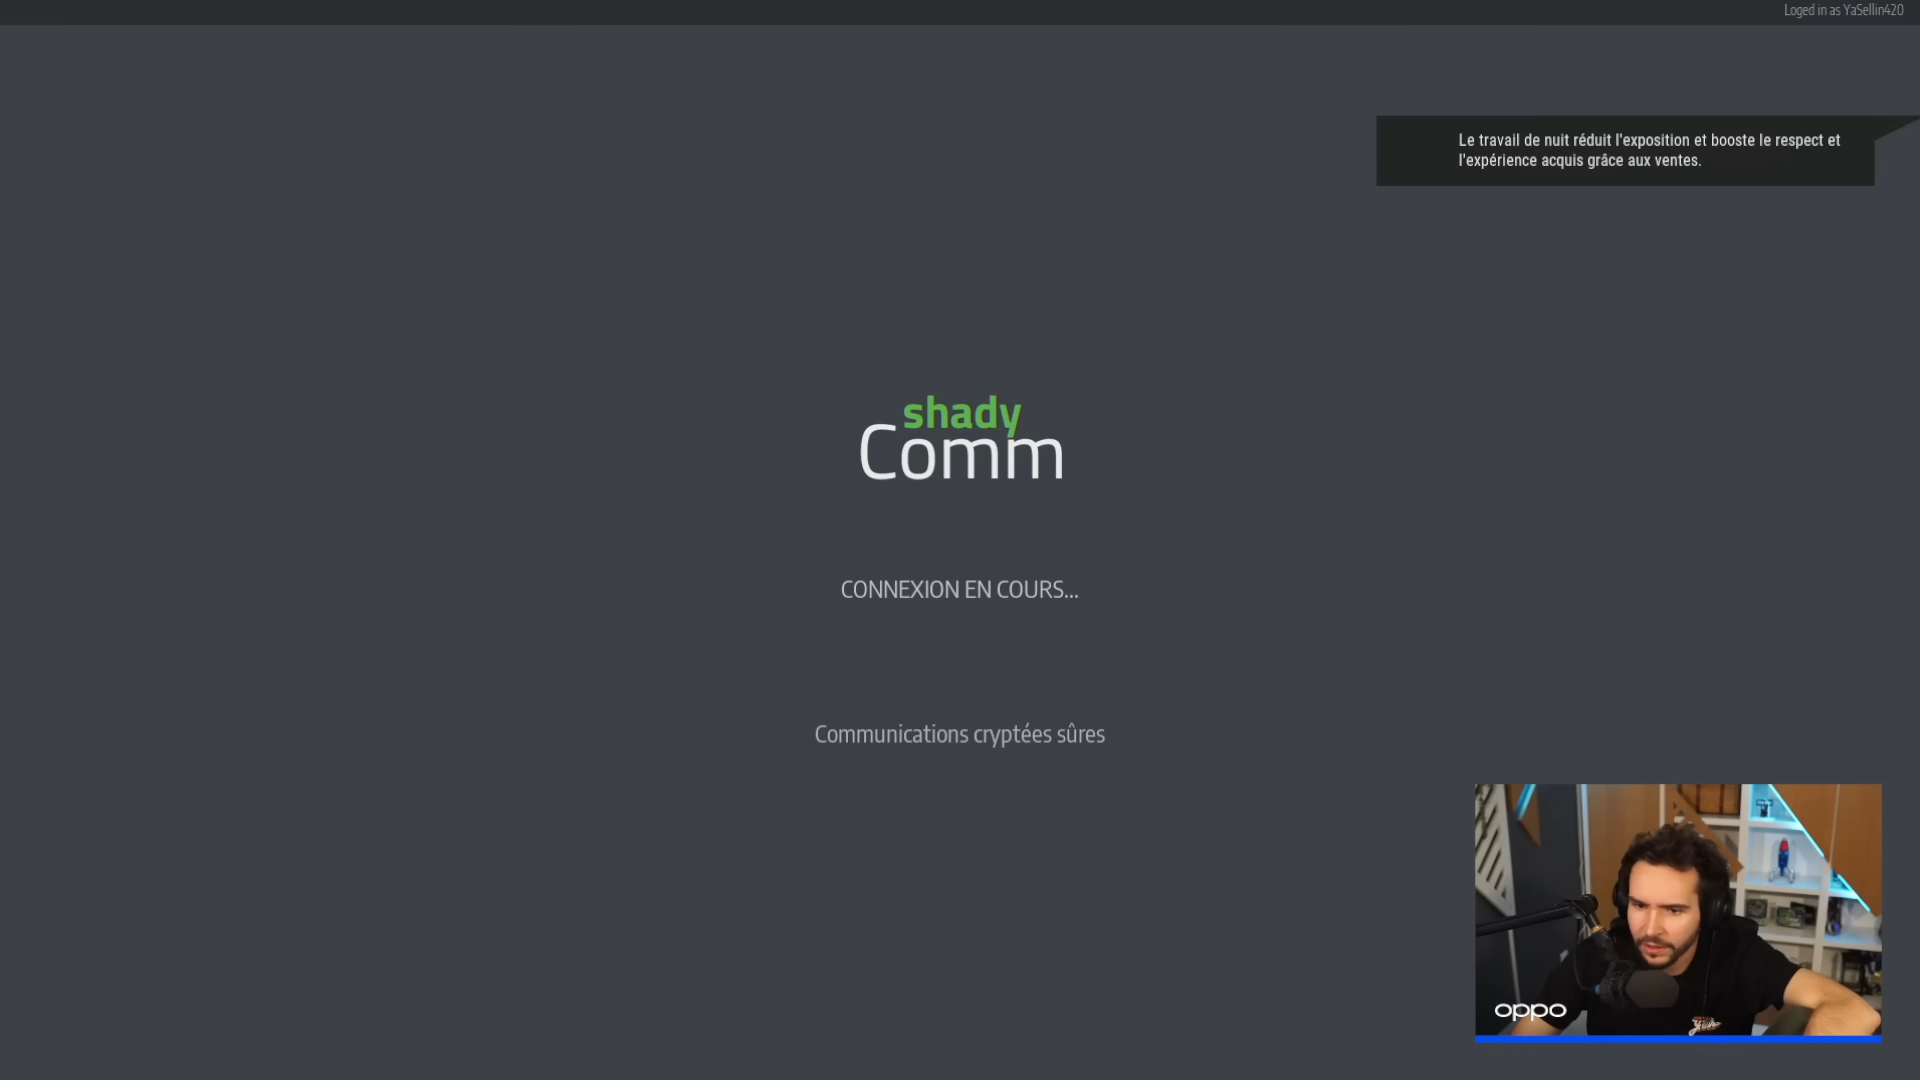 Loged in as YaSellin420
Le travail de nuit réduit l'exposition et booste le respect et
l'expérience acquis grâce aux ventes.
shady
Comm
CONNEXION EN COURS...
Communications cryptées sûres
oppo